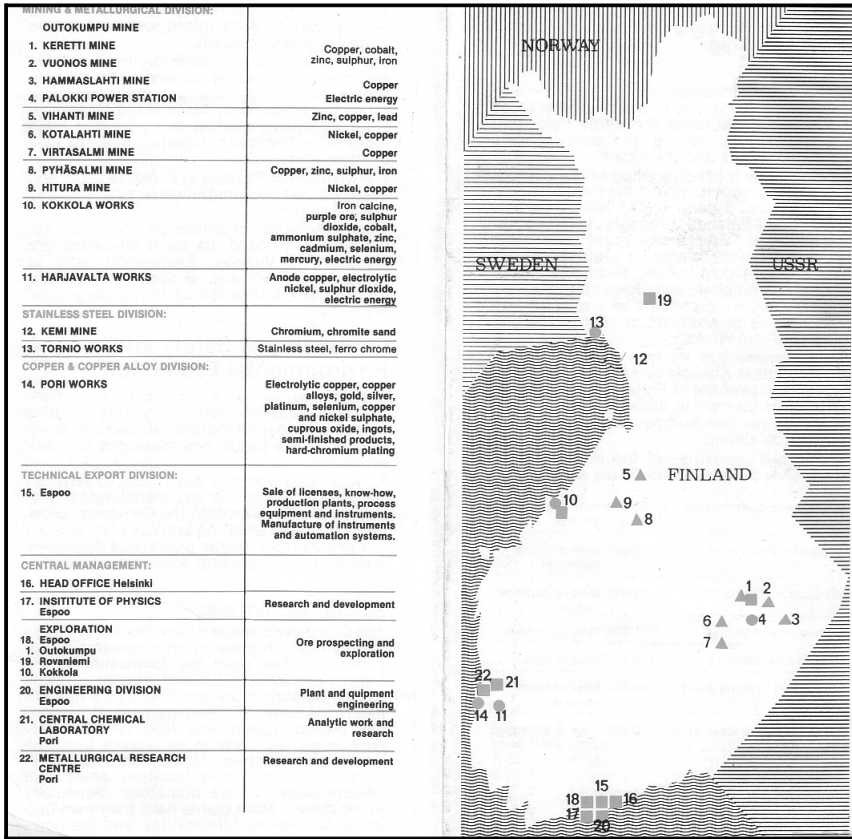 MINING & METALLURGICAL DIVISION:
OUTOKUMPU MINE
1. KERETTI MINE
2. VUONOS MINE
Copper, cobalt,
zinc, sulphur, iron
3. HAMMASLAHTI MINE
Copper
4. PALOKKI POWER STATION
Electric energy
5. VIHANTI MINE
Zinc, copper, lead
6. KOTALAHTI MINE
Nickel, copper
7. VIRTASALMI MINE
Copper
8. PYHÄSALMI MINE
Copper, zinc, sulphur, iron
9. HITURA MINE
Nickel, copper
10. KOKKOLA WORKS
Iron calcine,
purple ore, sulphur
dioxide, cobalt,
ammonium sulphate, zinc,
cadmium, selenium,
mercury, electric energy
11. HARJAVALTA WORKS
Anode copper, electrolytic
nickel, sulphur dioxide,
electric energy
STAINLESS STEEL DIVISION:
12. KEMI MINE
Chromium, chromite sand
13. TORNIO WORKS
Stainless steel, ferro chrome
COPPER & COPPER ALLOY DIVISION:
14. PORI WORKS
Electrolytic copper, copper
alloys, gold, silver,
platinum, selenium, copper
and nickel sulphate,
cuprous oxide, ingots,
semi-finished products,
hard-chromium plating
TECHNICAL EXPORT DIVISION:
15. Espoo
Sale of licenses, know-how,
production plants, process
equipment and instruments.
Manufacture of instruments
and automation systems.
CENTRAL MANAGEMENT:
16. HEAD OFFICE Helsinki
17. INSITITUTE OF PHYSICS
Espoo
Research and development
EXPLORATION
18. Espoo
1. Outokumpu
19. Rovaniemi
10. Kokkola
Ore prospecting and
exploration
20. ENGINEERING DIVISION
Espoo
Plant and quipment
engineering
21. CENTRAL CHEMICAL
LABORATORY
Pori
Analytic work and
research
22. METALLURGICAL RESEARCH
CENTRE
Pori
Research and development
NORWAY
SWEDEN
USSR
19
13
12
5
FINLAND
10
9
8
1
2
6
4
3
7
22
21
14
11
15
18
16
17
20